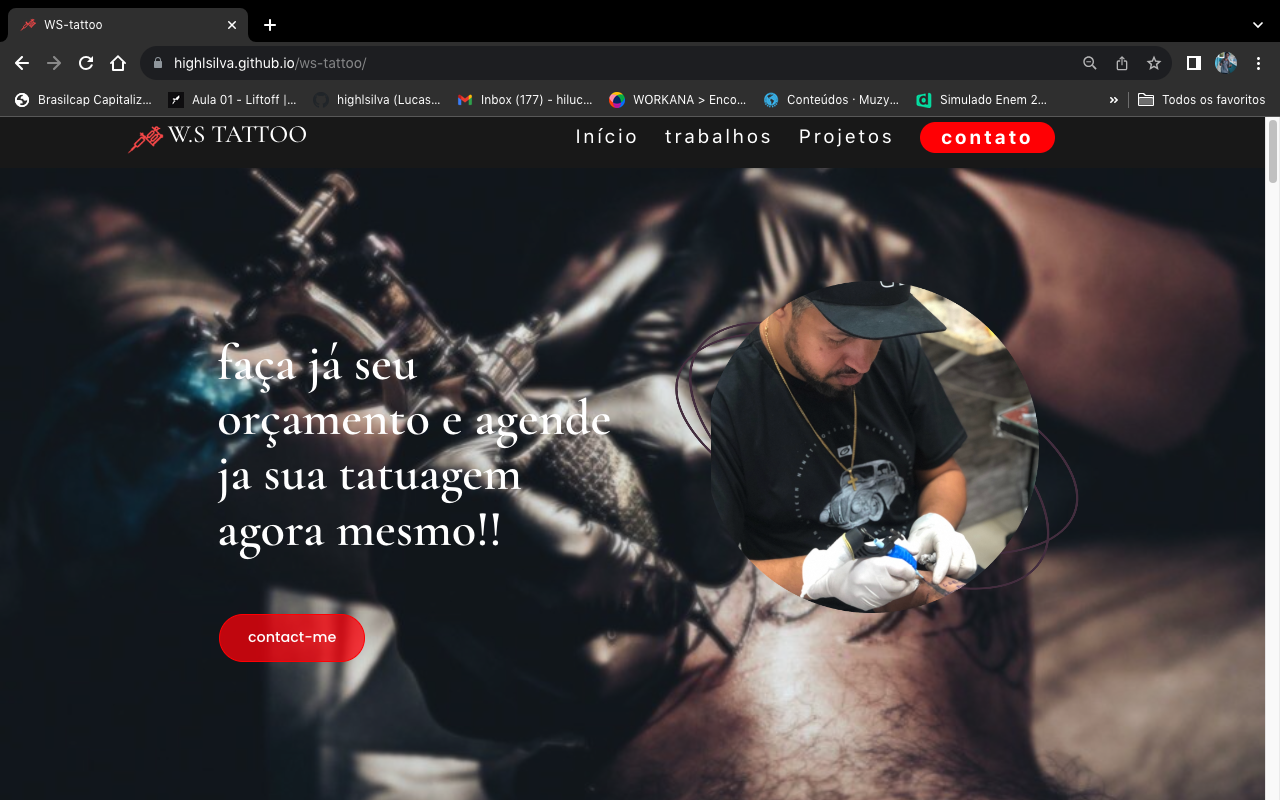 WS-tattoo
highlsilva.github.io/ws-tattoo/
Brasilcap Capitaliz...
Aula 01 - Liftoff |...
highlsilva (Lucas...
Inbox (177) - hiluc...
WORKANA > Enco...
Conteúdos · Muzy...
Simulado Enem 2...
»
Todos os favoritos
W.S TATTOO
Início
trabalhos
Projetos
contato
faça já seu
orçamento e agende
ja sua tatuagem
agora mesmo!!
contact-me